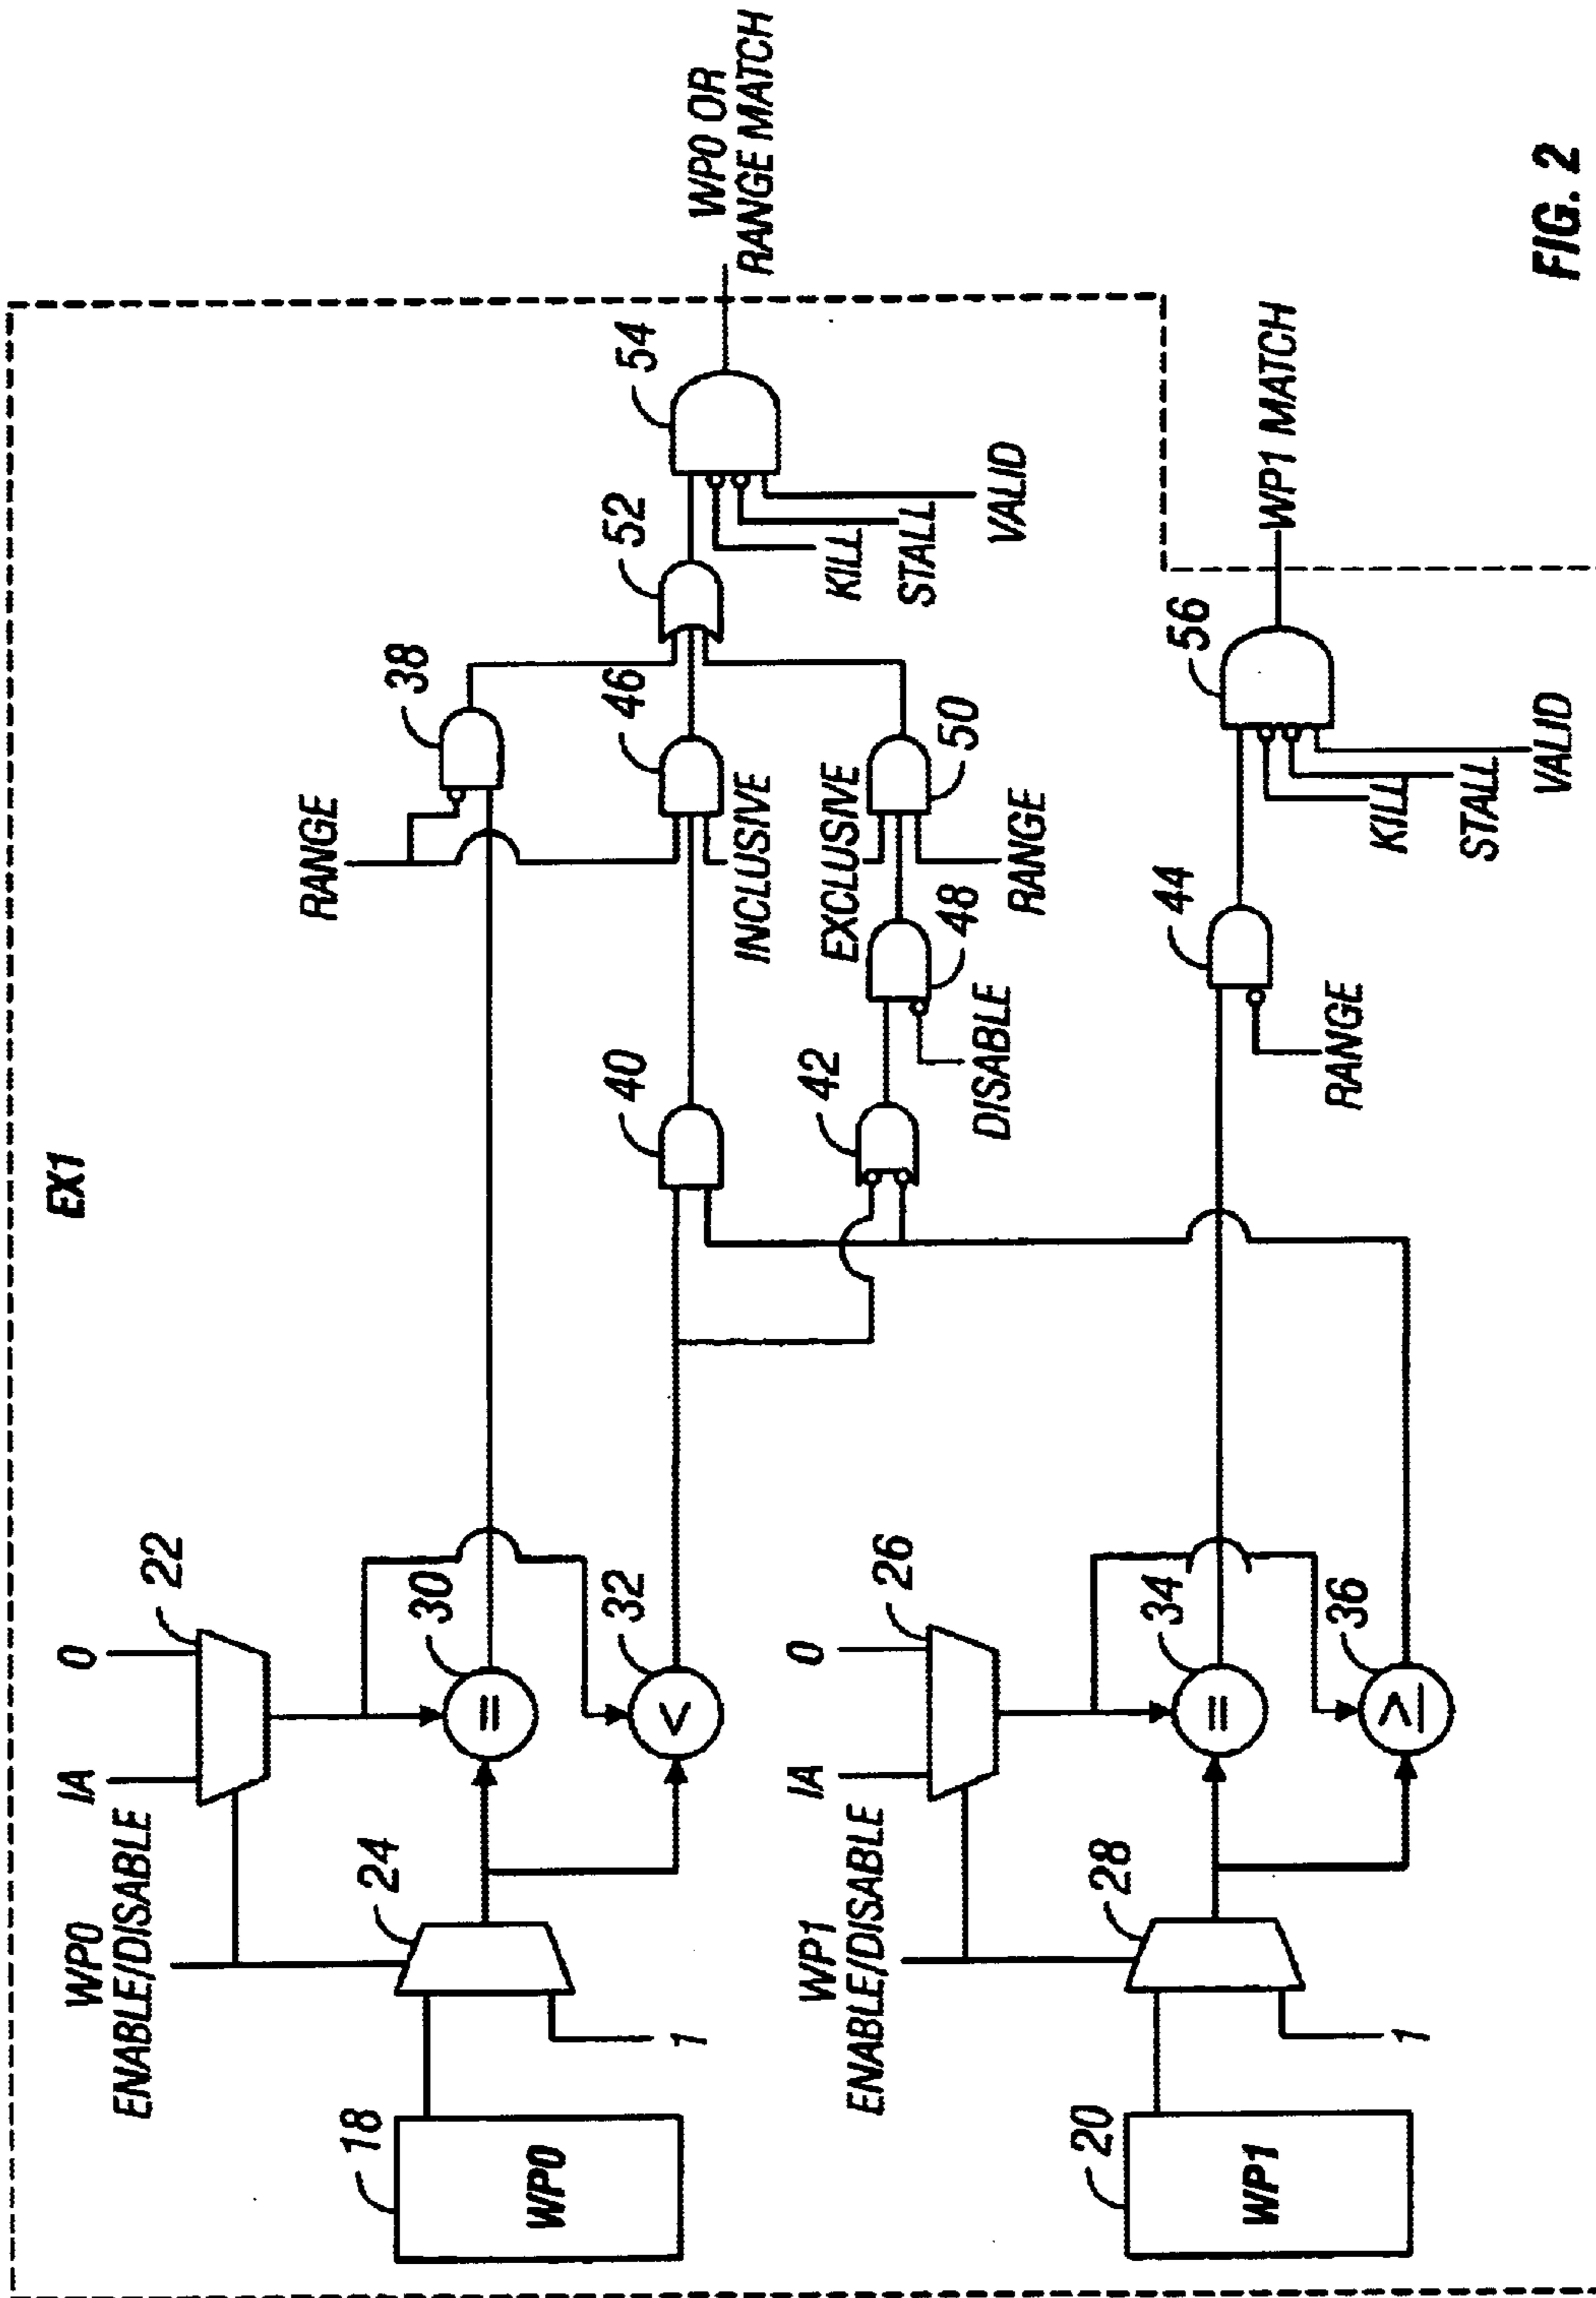 EX1
WP0
ENABLE/DISABLE
IA
0
22
18
WP0
24
1
30
=
32
<
RANGE
38
40
46
INCLUSIVE
52
54
WP0 OR
RANGE MATCH
KILL
STALL
VALID
42
EXCLUSIVE
48
50
DISABLE
RANGE
WP1
ENABLE/DISABLE
IA
0
26
20
WP1
28
1
34
=
36
≥
44
RANGE
56
WP1 MATCH
KILL
STALL
VALID
FIG. 2